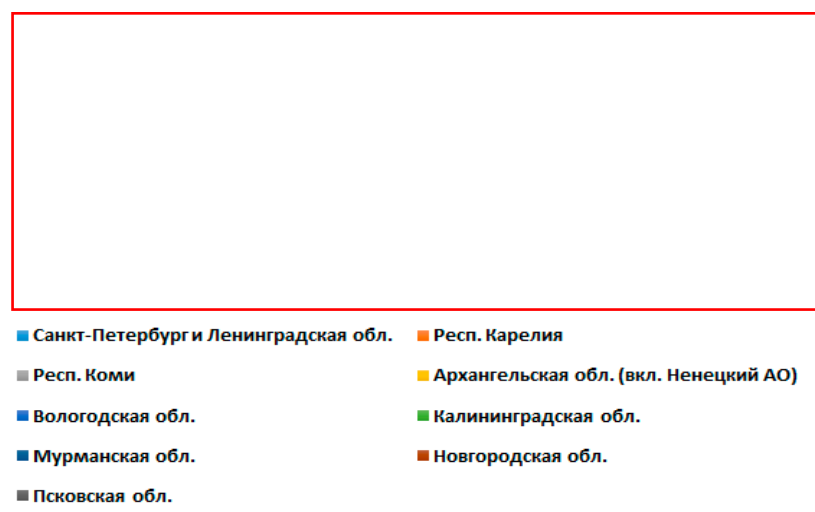 Санкт-Петербург и Ленинградская обл.
Респ. Карелия
Респ. Коми
Архангельская обл. (вкл. Ненецкий АО)
Вологодская обл.
Калининградская обл.
Мурманская обл.
Новгородская обл.
Псковская обл.